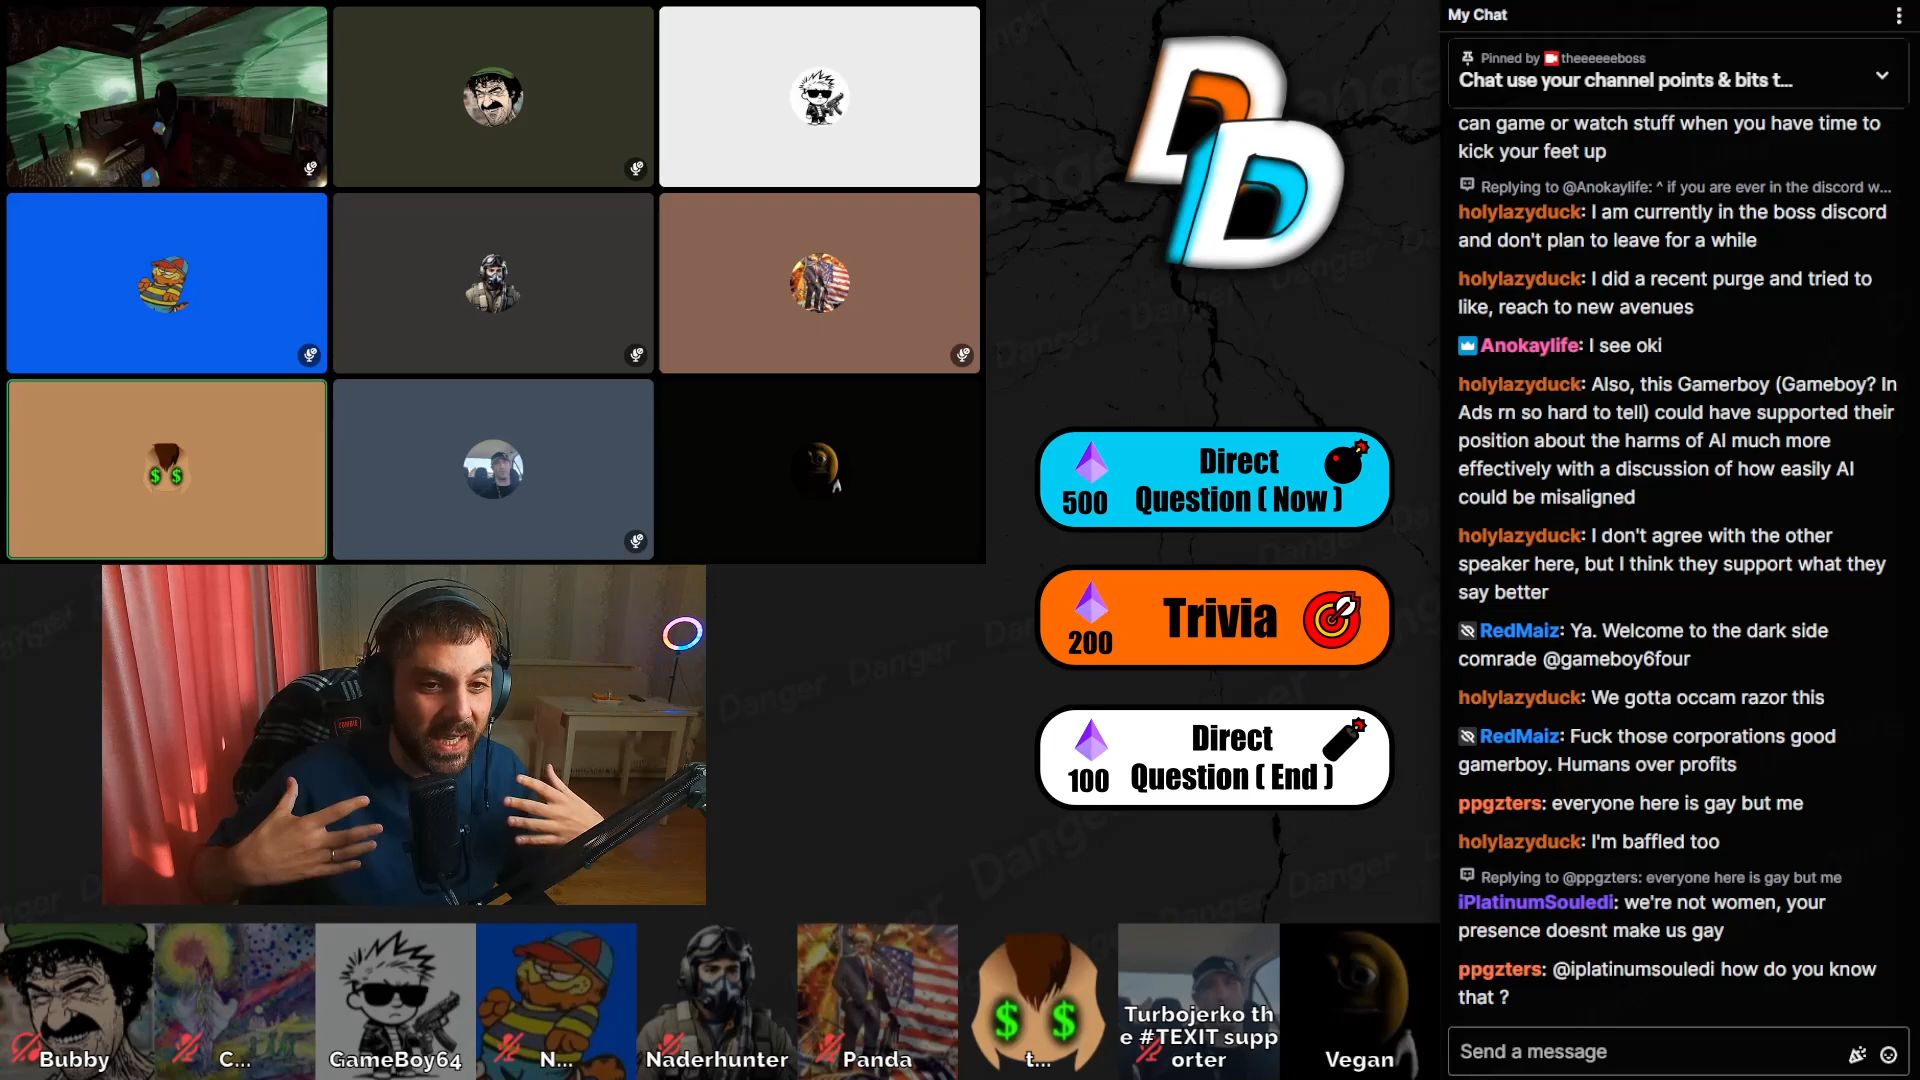 My Chat
Pinned by theeeeeeboss
Chat use your channel points & bits t...
can game or watch stuff when you have time to
kick your feet up
Replying to @Anokaylife: ^ if you are ever in the discord w...
holylazyduck: I am currently in the boss discord
and don't plan to leave for a while
holylazyduck: I did a recent purge and tried to
like, reach to new avenues
Anokaylife: I see oki
holylazyduck: Also, this Gamerboy (Gameboy? In
Ads rn so hard to tell) could have supported their
position about the harms of AI much more
effectively with a discussion of how easily AI
could be misaligned
holylazyduck: I don't agree with the other
speaker here, but I think they support what they
say better
RedMaiz: Ya. Welcome to the dark side
comrade @gameboy6four
holylazyduck: We gotta occam razor this
RedMaiz: Fuck those corporations good
gamerboy. Humans over profits
ppgzters: everyone here is gay but me
holylazyduck: I'm baffled too
Replying to @ppgzters: everyone here is gay but me
iPlatinumSouledi: we're not women, your
presence doesnt make us gay
ppgzters: @iplatinumsouledi how do you know
that ?
Send a message
DD
500
Direct
Question ( Now )
200
Trivia
100
Direct
Question ( End )
Danger Danger Danger
Bubby
C...
GameBoy64
N...
Naderhunter
Panda
t...
Turbojerko th
e #TEXIT supp
orter
Vegan